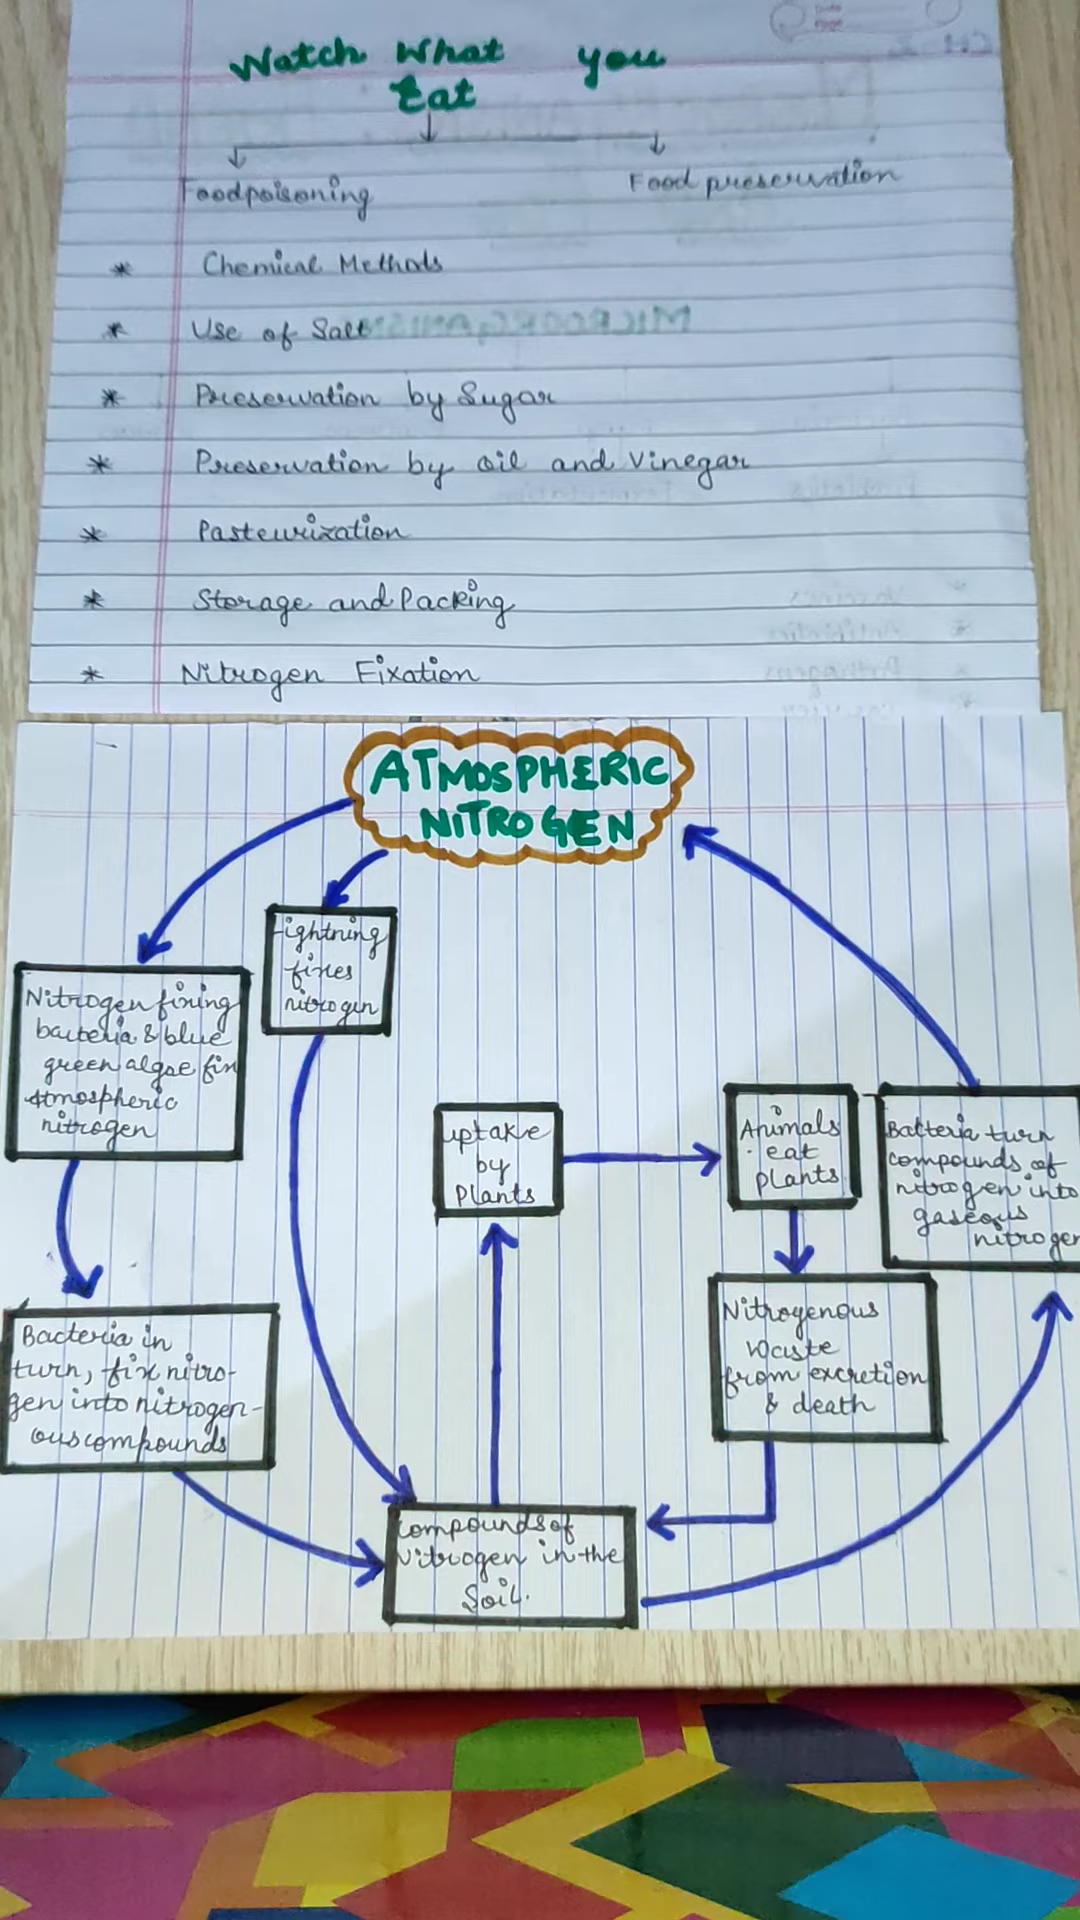 Watch What you
Eat
Foodpoisoning
Food preservation
* Chemical Methods
* Use of Salt
* Preservation by Sugar
* Preservation by oil and vinegar
* Pasteurization
* Storage and Packing
* Nitrogen Fixation
ATMOSPHERIC
NITROGEN
Lightning
fixes
nitrogen
Nitrogen fixing
bacteria & blue
green algae fix
Atmospheric
nitrogen
uptake
by
Plants
Animals
eat
plants
Bacteria turn
compounds of
nitrogen into
gaseous
nitrogen
Bacteria in
turn, fix nitro-
gen into nitrogen-
ous compounds
Nitrogenous
waste
from excretion
& death
compounds of
Nitrogen in the
Soil.